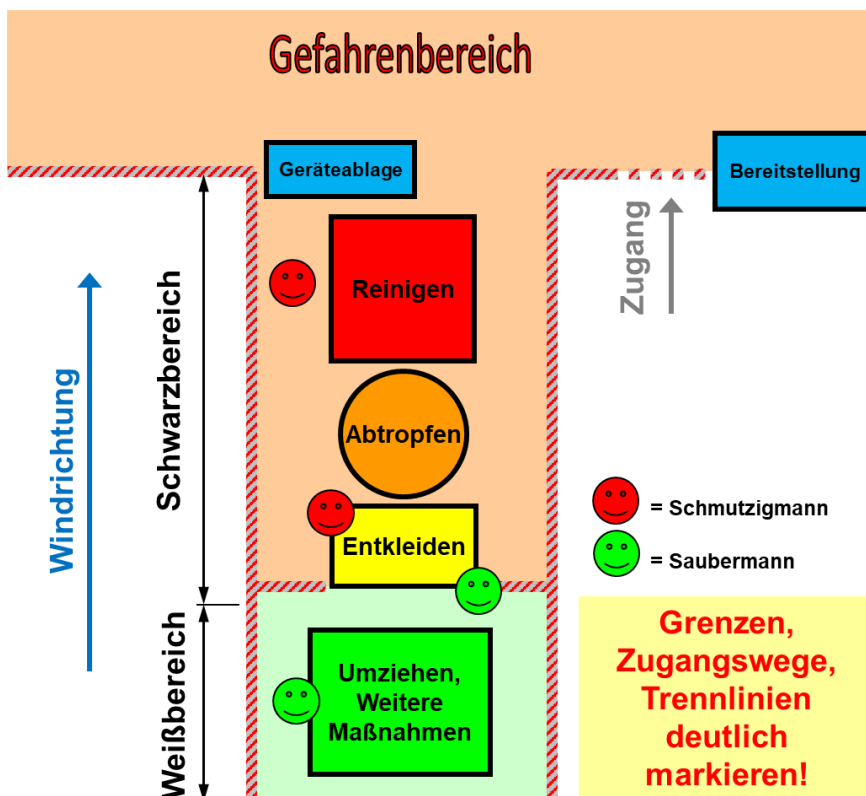 Gefahrenbereich
Geräteablage
Bereitstellung
Zugang
Reinigen
Schwarzbereich
Windrichtung
Abtropfen
= Schmutzigmann
Entkleiden
= Saubermann
Weißbereich
Umziehen,
Weitere
Maßnahmen
Grenzen,
Zugangswege,
Trennlinien
deutlich
markieren!